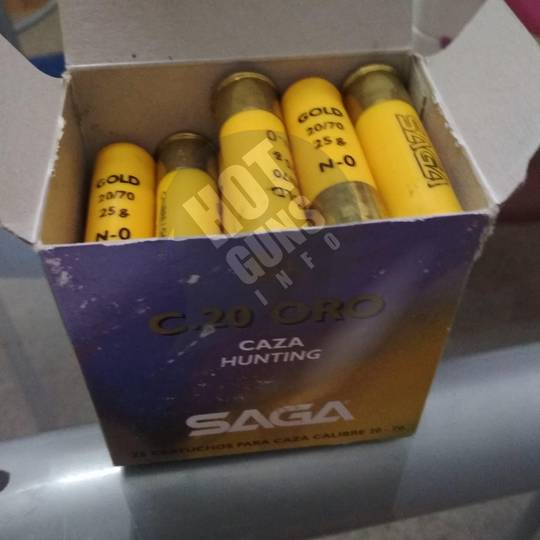 GOLD
20/70
25 g
N-0
GOLD
20/70
25 g
N-0
SAGA
HOT
GUNS
INFO
C.20 ORO
CAZA
HUNTING
SAGA
25 CARTUCHOS PARA CAZA CALIBRE 20 - 70